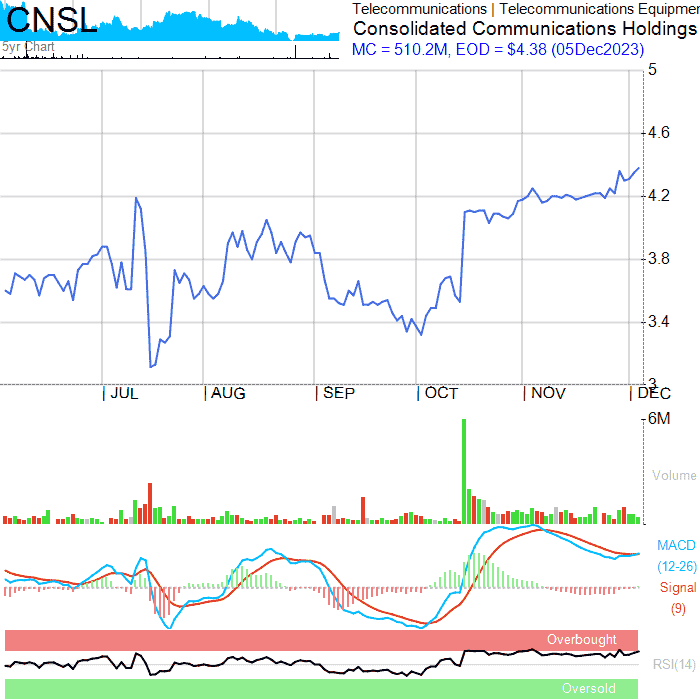 CNSL
5yr Chart
Telecommunications | Telecommunications Equipmen
Consolidated Communications Holdings
MC = 510.2M, EOD = $4.38 (05Dec2023)
5
4.6
4.2
3.8
3.4
3
JUL AUG SEP OCT NOV DEC
6M
Volume
MACD
(12-26)
Signal
(9)
Overbought
RSI(14)
Oversold